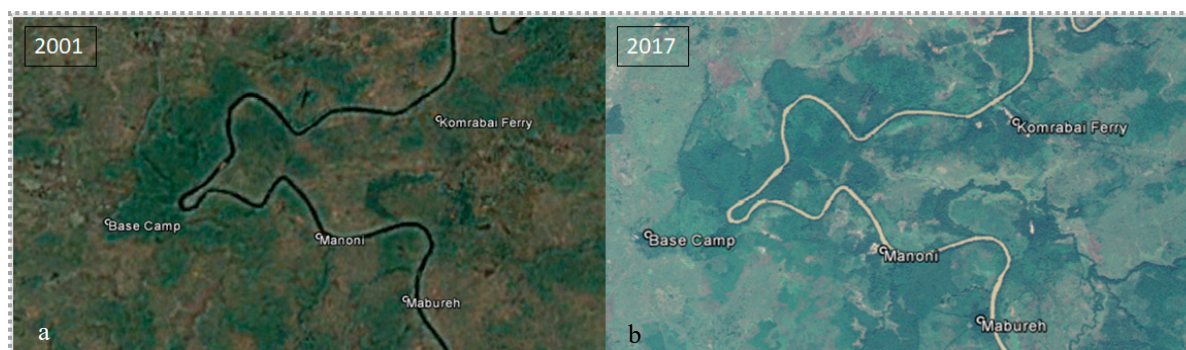 2001
Komrabai Ferry
Base Camp
Manoni
Mabureh
a
2017
Komrabai Ferry
Base Camp
Manoni
Mabureh
b